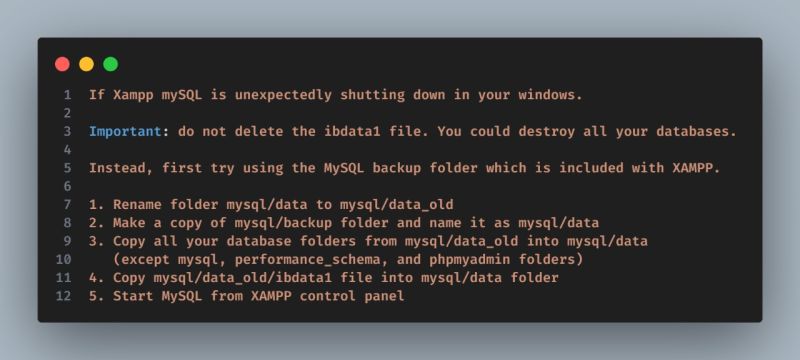 1 If Xampp mySQL is unexpectedly shutting down in your windows.
2
3 Important: do not delete the ibdata1 file. You could destroy all your databases.
4
5 Instead, first try using the MySQL backup folder which is included with XAMPP.
6
7 1. Rename folder mysql/data to mysql/data_old
8 2. Make a copy of mysql/backup folder and name it as mysql/data
9 3. Copy all your database folders from mysql/data_old into mysql/data
10 (except mysql, performance_schema, and phpmyadmin folders)
11 4. Copy mysql/data_old/ibdata1 file into mysql/data folder
12 5. Start MySQL from XAMPP control panel